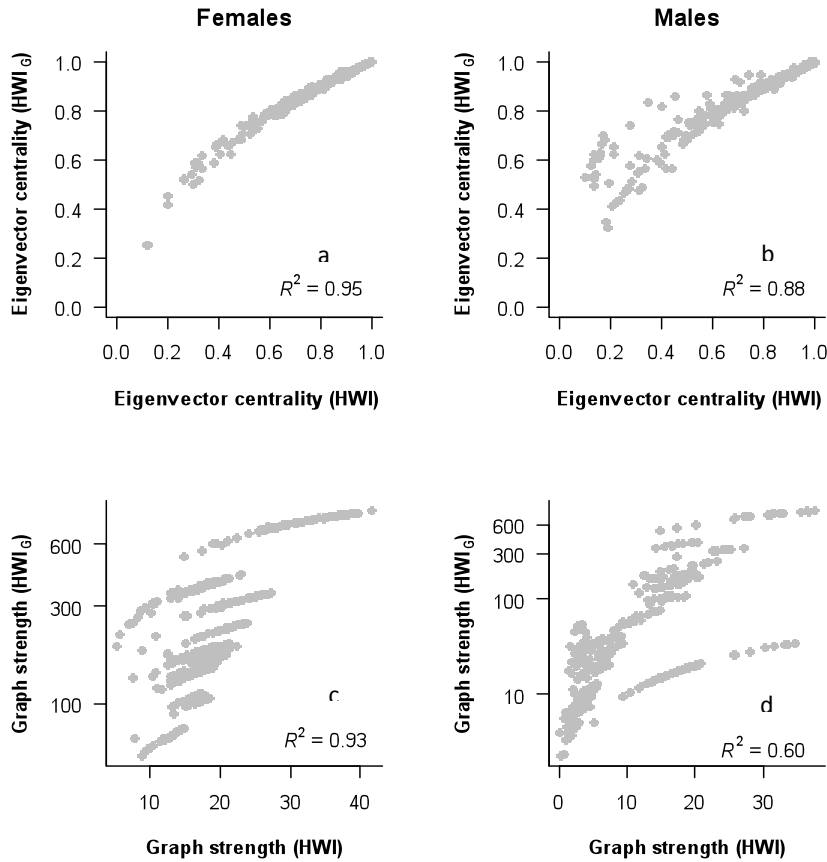 Females
Males
Eigenvector centrality (HWI G)
1.0
0.8
0.6
0.4
0.2
0.0
a
R² = 0.95
0.0 0.2 0.4 0.6 0.8 1.0
Eigenvector centrality (HWI)
Eigenvector centrality (HWI G)
1.0
0.8
0.6
0.4
0.2
0.0
b
R² = 0.88
0.0 0.2 0.4 0.6 0.8 1.0
Eigenvector centrality (HWI)
Graph strength (HWI G)
600
300
100
c
R² = 0.93
10 20 30 40
Graph strength (HWI)
Graph strength (HWI G)
600
300
100
10
d
R² = 0.60
0 10 20 30
Graph strength (HWI)